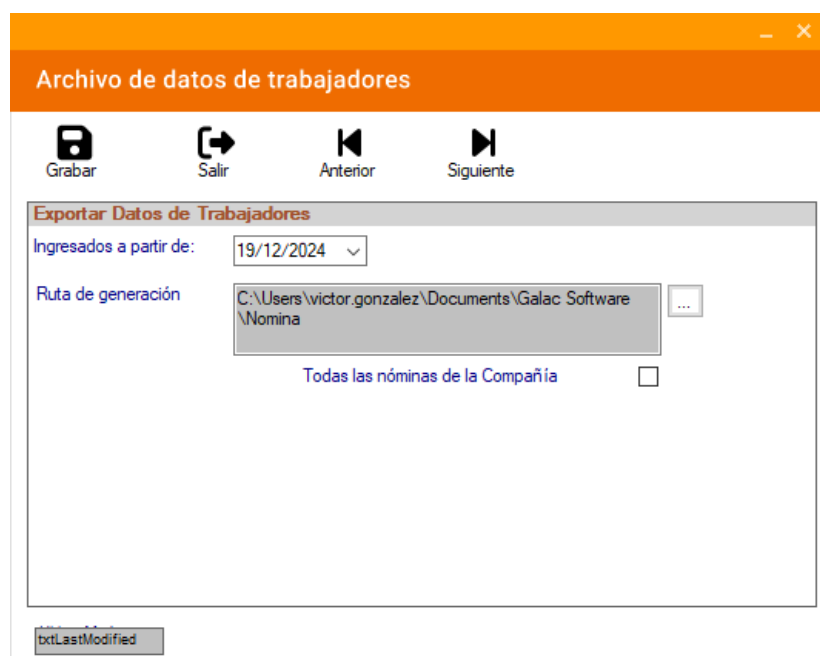 Archivo de datos de trabajadores
Grabar Salir Anterior Siguiente
Exportar Datos de Trabajadores
Ingresados a partir de: 19/12/2024
Ruta de generación C:\Users\victor.gonzalez\Documents\Galac Software
\Nomina
...
Todas las nóminas de la Compañía
txtLastModified